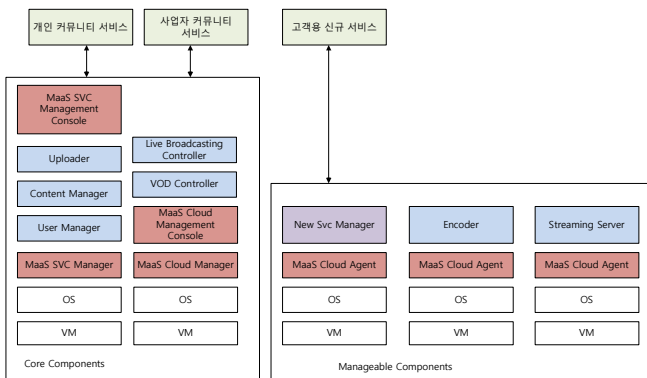 개인 커뮤니티 서비스
사업자 커뮤니티
서비스
고객용 신규 서비스
MaaS SVC
Management
Console
Uploader
Content Manager
User Manager
MaaS SVC Manager
OS
VM
Live Broadcasting
Controller
VOD Controller
MaaS Cloud
Management
Console
MaaS Cloud Manager
OS
VM
Core Components
New Svc Manager
Encoder
Streaming Server
MaaS Cloud Agent
MaaS Cloud Agent
MaaS Cloud Agent
OS
OS
OS
VM
VM
VM
Manageable Components